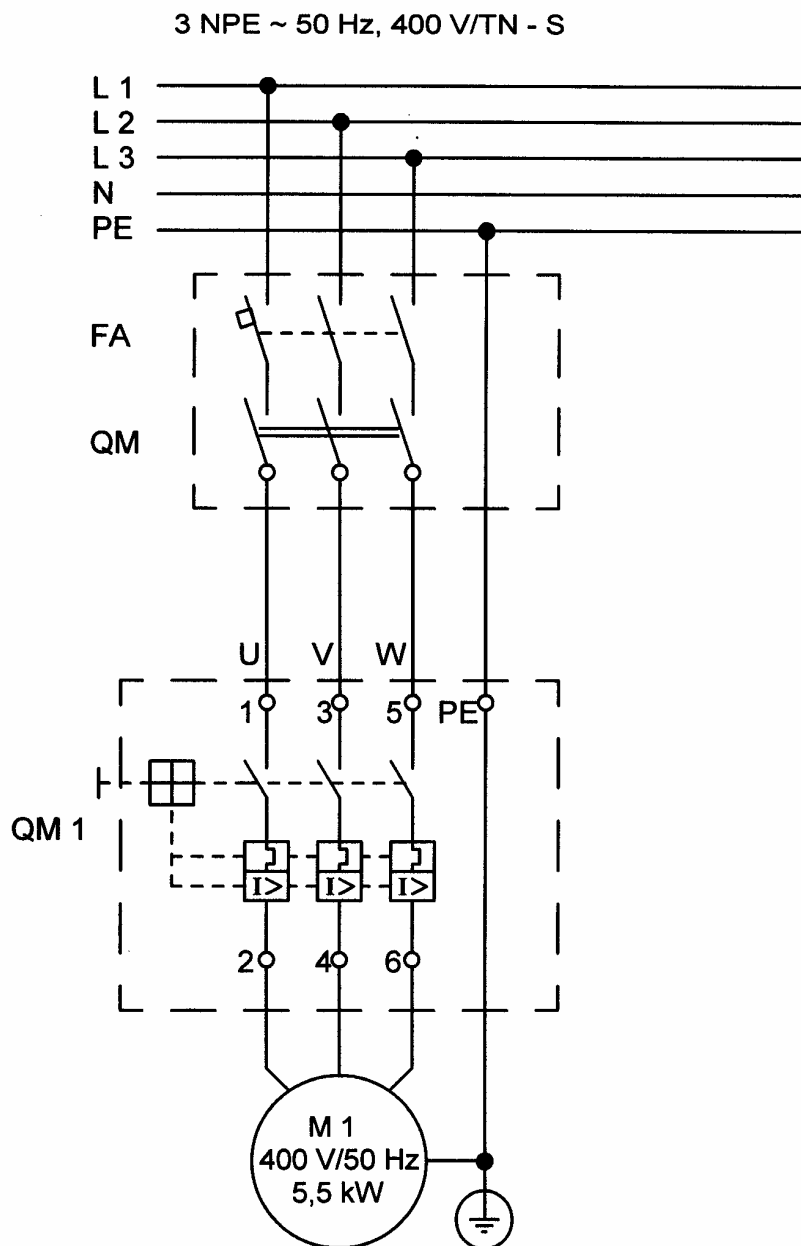 3 NPE ~ 50 Hz, 400 V/TN - S
L 1
L 2
L 3
N
PE
FA
QM
U V W
1 3 5 PE
QM 1
I> I> I>
2 4 6
M 1
400 V/50 Hz
5,5 kW